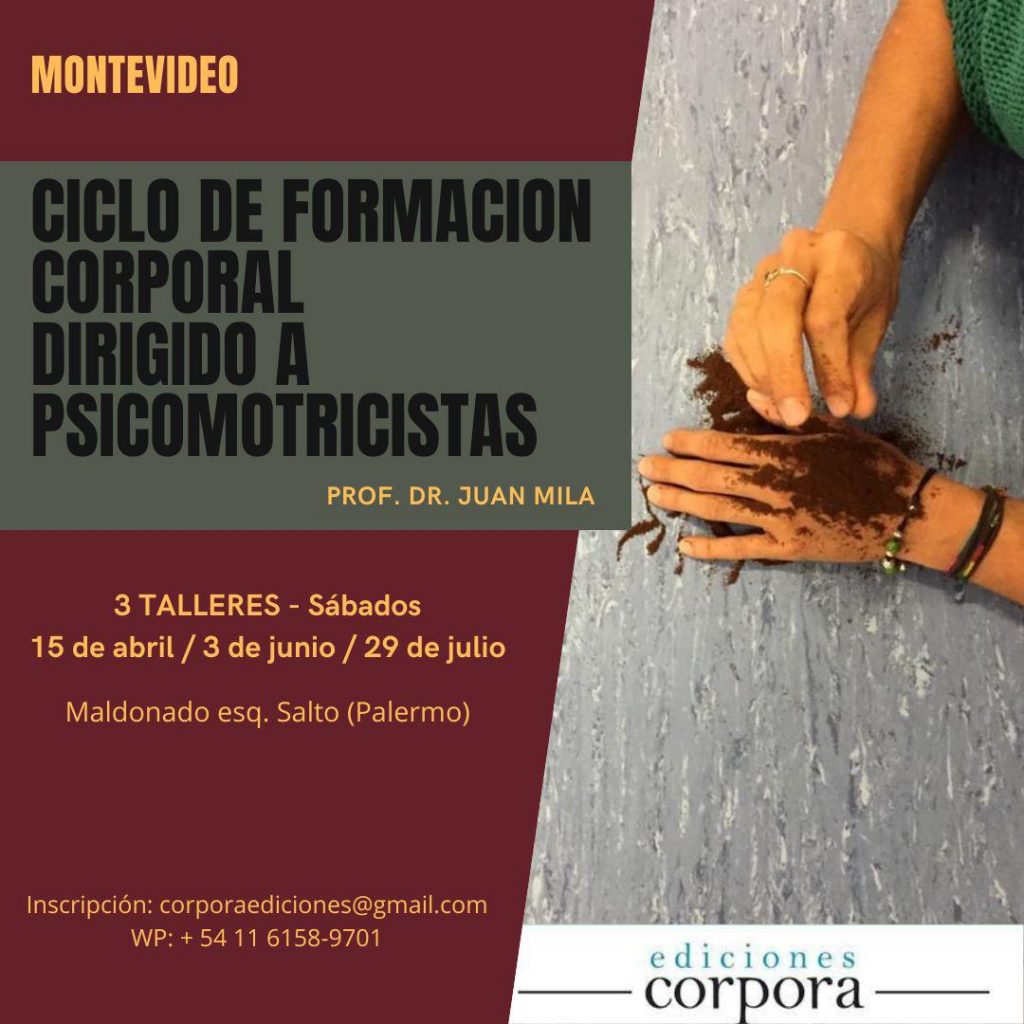 MONTEVIDEO
CICLO DE FORMACION
CORPORAL
DIRIGIDO A
PSICOMOTRICISTAS
PROF. DR. JUAN MILA
3 TALLERES - Sábados
15 de abril / 3 de junio / 29 de julio
Maldonado esq. Salto (Palermo)
Inscripción: corporaediciones@gmail.com
WP: + 54 11 6158-9701
ediciones
corpora